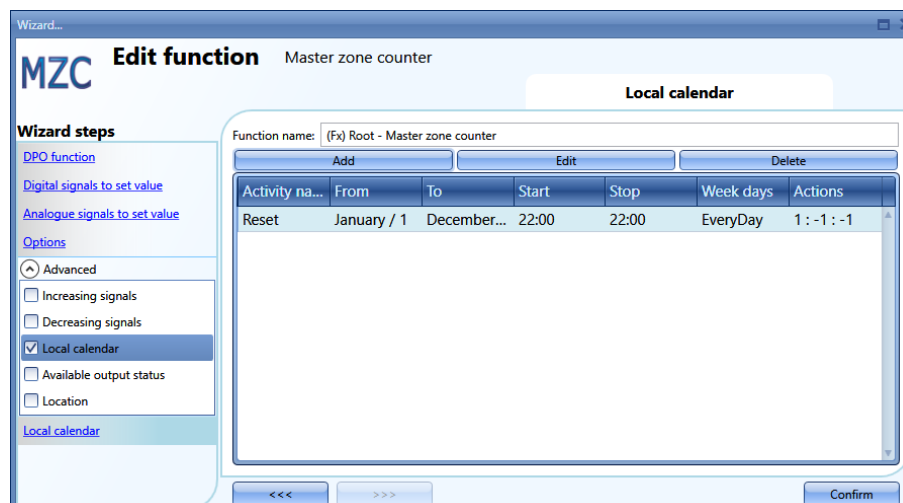 Wizard...
MZC Edit function Master zone counter
Local calendar
Wizard steps
Function name: (Fx) Root - Master zone counter
DPO function
Digital signals to set value
Analogue signals to set value
Options
Advanced
Increasing signals
Decreasing signals
Local calendar
Available output status
Location
Local calendar
Add Edit Delete
Activity na... From To Start Stop Week days Actions
Reset January / 1 December... 22:00 22:00 EveryDay 1 : -1 : -1
<<< >>> Confirm